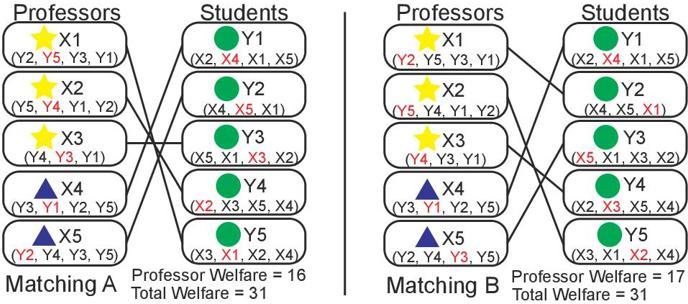 Professors Students
X1
(Y2, Y5, Y3, Y1)
X2
(Y5, Y4, Y1, Y2)
X3
(Y4, Y3, Y1)
X4
(Y3, Y1, Y2, Y5)
X5
(Y2, Y4, Y3, Y5)
Y1
(X2, X4, X1, X5)
Y2
(X4, X5, X1)
Y3
(X5, X1, X3, X2)
Y4
(X2, X3, X5, X4)
Y5
(X3, X1, X2, X4)
Matching A
Professor Welfare = 16
Total Welfare = 31
Professors Students
X1
(Y2, Y5, Y3, Y1)
X2
(Y5, Y4, Y1, Y2)
X3
(Y4, Y3, Y1)
X4
(Y3, Y1, Y2, Y5)
X5
(Y2, Y4, Y3, Y5)
Y1
(X2, X4, X1, X5)
Y2
(X4, X5, X1)
Y3
(X5, X1, X3, X2)
Y4
(X2, X3, X5, X4)
Y5
(X3, X1, X2, X4)
Matching B
Professor Welfare = 17
Total Welfare = 31